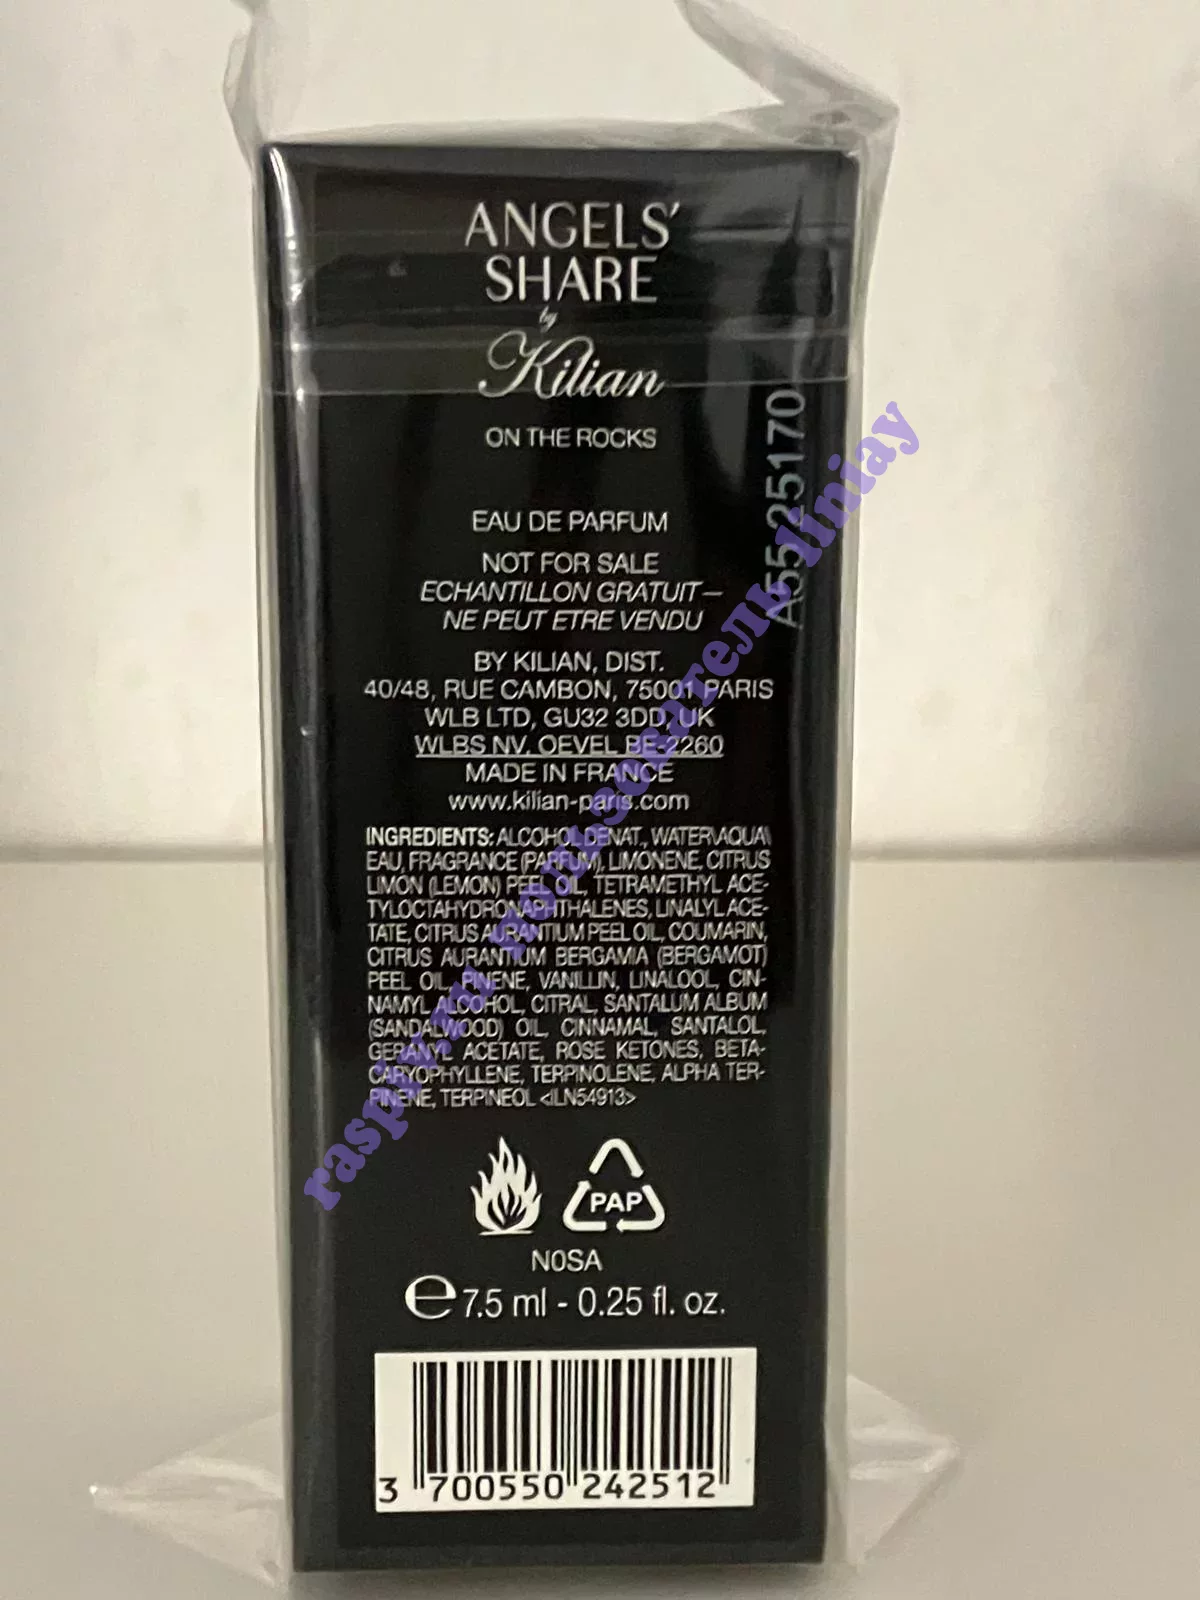 ANGELS'
SHARE
by
Kilian
ON THE ROCKS
A5525170
EAU DE PARFUM
NOT FOR SALE
ECHANTILLON GRATUIT—
NE PEUT ETRE VENDU
BY KILIAN, DIST.
40/48, RUE CAMBON, 75001 PARIS
WLB LTD, GU32 3DD, UK
WLBS NV. OEVEL BE-2260
MADE IN FRANCE
www.kilian-paris.com
INGREDIENTS: ALCOHOL DENAT., WATER\AQUA\
EAU, FRAGRANCE (PARFUM), LIMONENE, CITRUS
LIMON (LEMON) PEEL OIL, TETRAMETHYL ACE-
TYLOCTAHYDRONAPHTHALENES, LINALYL ACE-
TATE, CITRUS AURANTIUM PEEL OIL, COUMARIN,
CITRUS AURANTIUM BERGAMIA (BERGAMOT)
PEEL OIL, PINENE, VANILLIN, LINALOOL, CIN-
NAMYL ALCOHOL, CITRAL, SANTALUM ALBUM
(SANDALWOOD) OIL, CINNAMAL, SANTALOL,
GERANYL ACETATE, ROSE KETONES, BETA-
CARYOPHYLLENE, TERPINOLENE, ALPHA TER-
PINENE, TERPINEOL <ILN54913>
PAP
N0SA
e 7.5 ml - 0.25 fl. oz.
3 700550 242512
raspiv.ru пользователь liniay